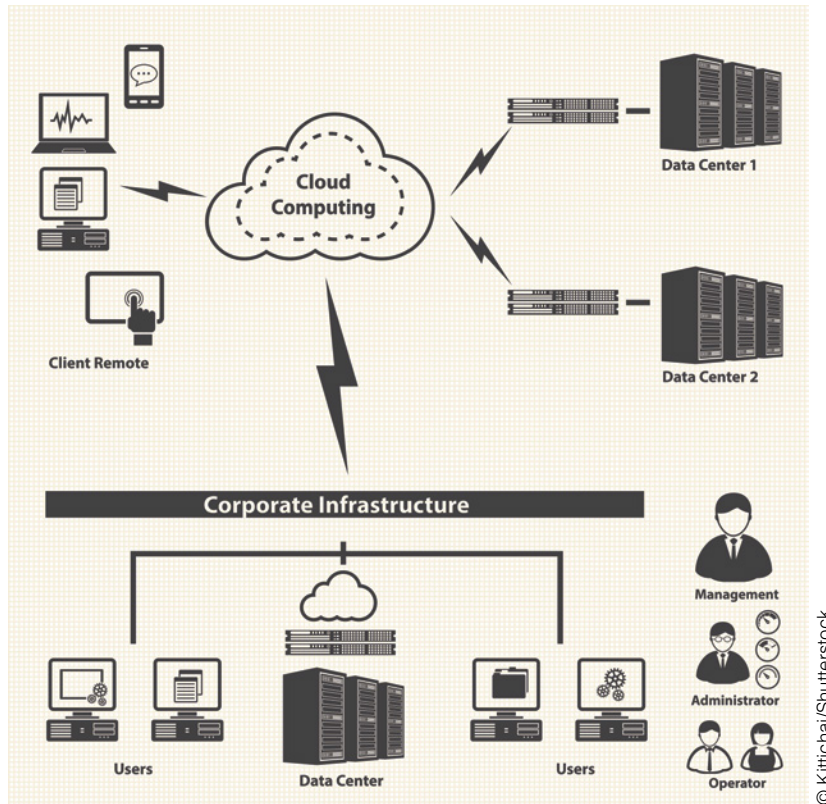 Cloud
Computing
Data Center 1
Client Remote
Data Center 2
Corporate Infrastructure
Management
Administrator
Users
Data Center
Users
Operator
© Kittichai/Shutterstock